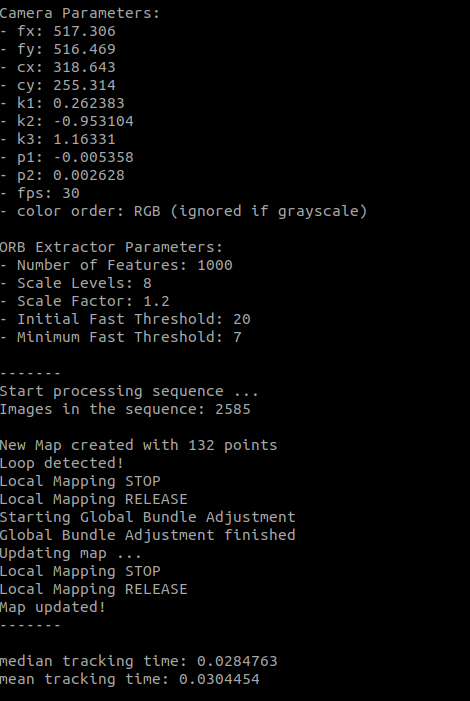 Camera Parameters:
- fx: 517.306
- fy: 516.469
- cx: 318.643
- cy: 255.314
- k1: 0.262383
- k2: -0.953104
- k3: 1.16331
- p1: -0.005358
- p2: 0.002628
- fps: 30
- color order: RGB (ignored if grayscale)
ORB Extractor Parameters:
- Number of Features: 1000
- Scale Levels: 8
- Scale Factor: 1.2
- Initial Fast Threshold: 20
- Minimum Fast Threshold: 7
-------
Start processing sequence ...
Images in the sequence: 2585
New Map created with 132 points
Loop detected!
Local Mapping STOP
Local Mapping RELEASE
Starting Global Bundle Adjustment
Global Bundle Adjustment finished
Updating map ...
Local Mapping STOP
Local Mapping RELEASE
Map updated!
-------
median tracking time: 0.0284763
mean tracking time: 0.0304454